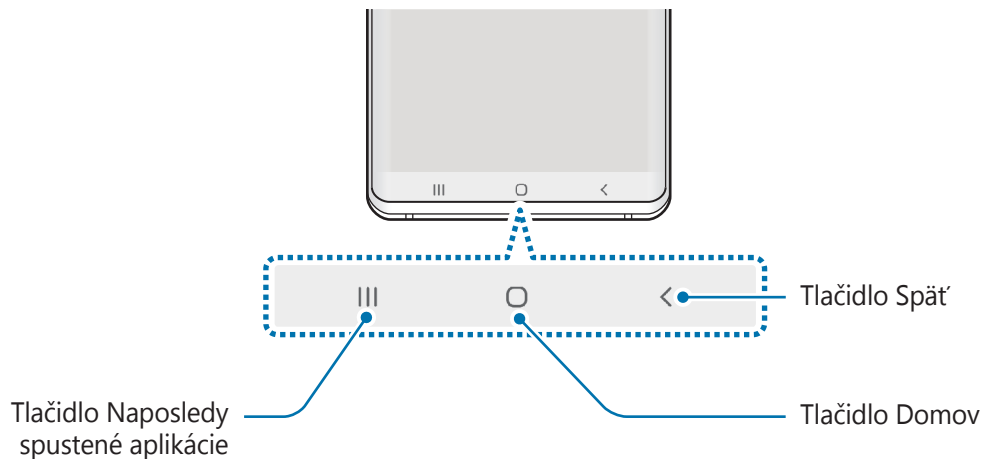 Tlačidlo Späť
Tlačidlo Naposledy
spustené aplikácie
Tlačidlo Domov